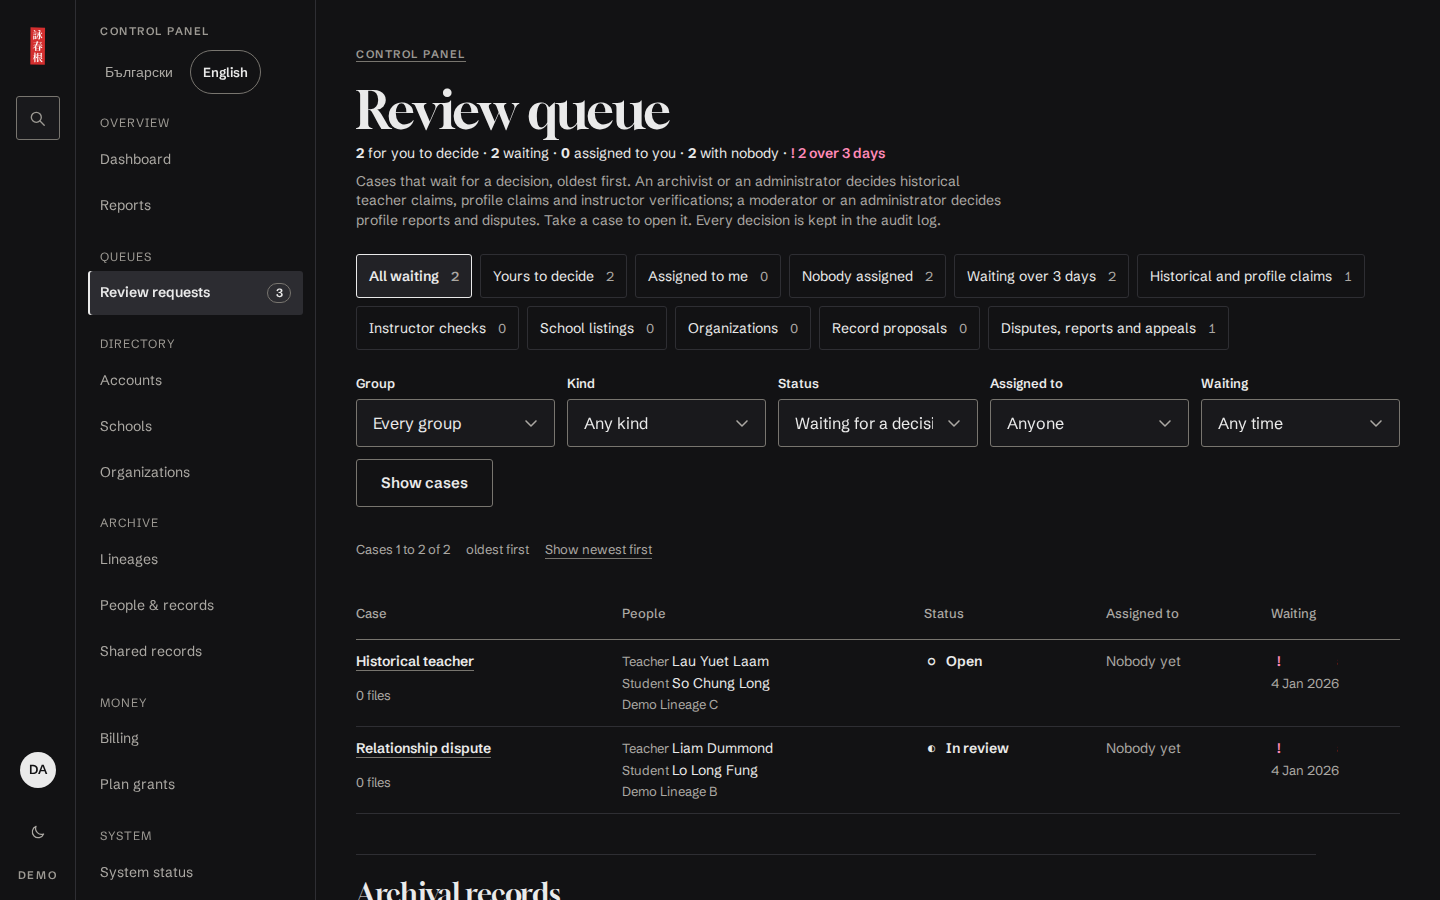 詠春根
CONTROL PANEL
Български English
OVERVIEW
Dashboard
Reports
QUEUES
Review requests 3
DIRECTORY
Accounts
Schools
Organizations
ARCHIVE
Lineages
People & records
Shared records
MONEY
Billing
Plan grants
SYSTEM
System status
DA
DEMO
CONTROL PANEL
Review queue
2 for you to decide · 2 waiting · 0 assigned to you · 2 with nobody · ! 2 over 3 days
Cases that wait for a decision, oldest first. An archivist or an administrator decides historical
teacher claims, profile claims and instructor verifications; a moderator or an administrator decides
profile reports and disputes. Take a case to open it. Every decision is kept in the audit log.
All waiting 2 Yours to decide 2 Assigned to me 0 Nobody assigned 2 Waiting over 3 days 2 Historical and profile claims 1
Instructor checks 0 School listings 0 Organizations 0 Record proposals 0 Disputes, reports and appeals 1
Group Kind Status Assigned to Waiting
Every group Any kind Waiting for a decisi Anyone Any time
Show cases
Cases 1 to 2 of 2 oldest first Show newest first
Case People Status Assigned to Waiting
Historical teacher Teacher Lau Yuet Laam Open Nobody yet !
Student So Chung Long 4 Jan 2026
0 files Demo Lineage C
Relationship dispute Teacher Liam Dummond In review Nobody yet !
Student Lo Long Fung 4 Jan 2026
0 files Demo Lineage B
Archival records